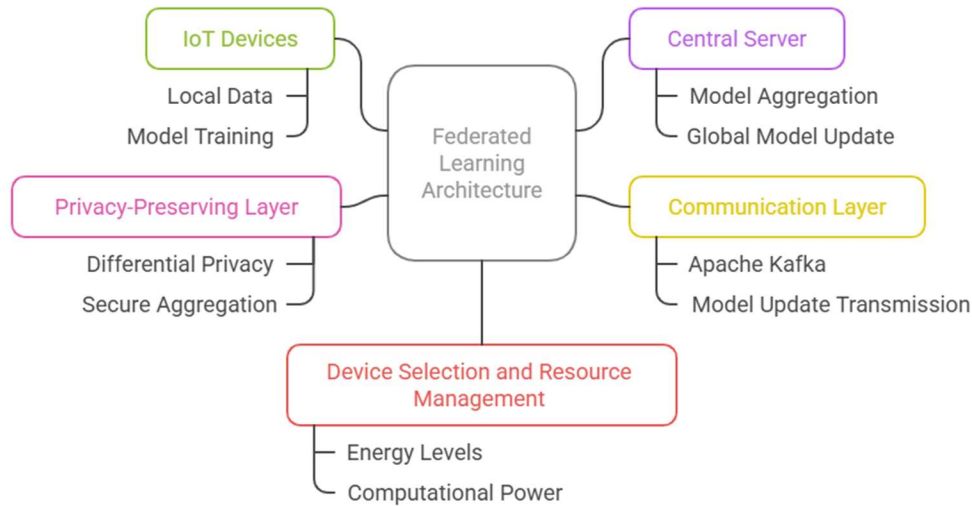 IoT Devices
Local Data
Model Training
Privacy-Preserving Layer
Differential Privacy
Secure Aggregation
Federated
Learning
Architecture
Central Server
Model Aggregation
Global Model Update
Communication Layer
Apache Kafka
Model Update Transmission
Device Selection and Resource
Management
Energy Levels
Computational Power